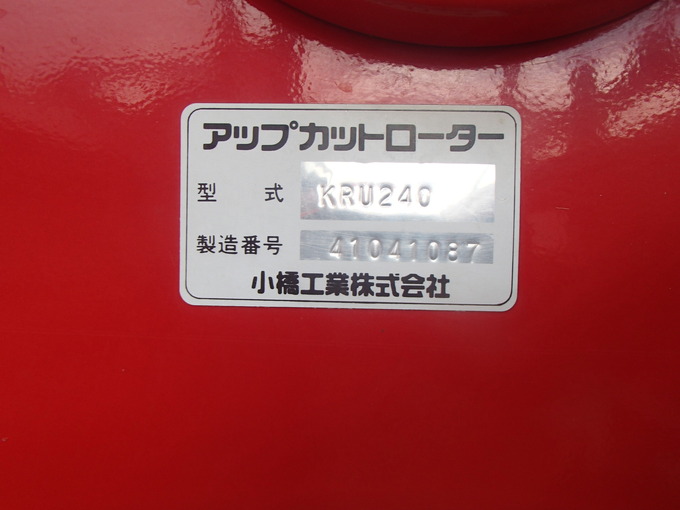 アップカットローター
型 式 KRU240
製造番号 41041087
小橋工業株式会社